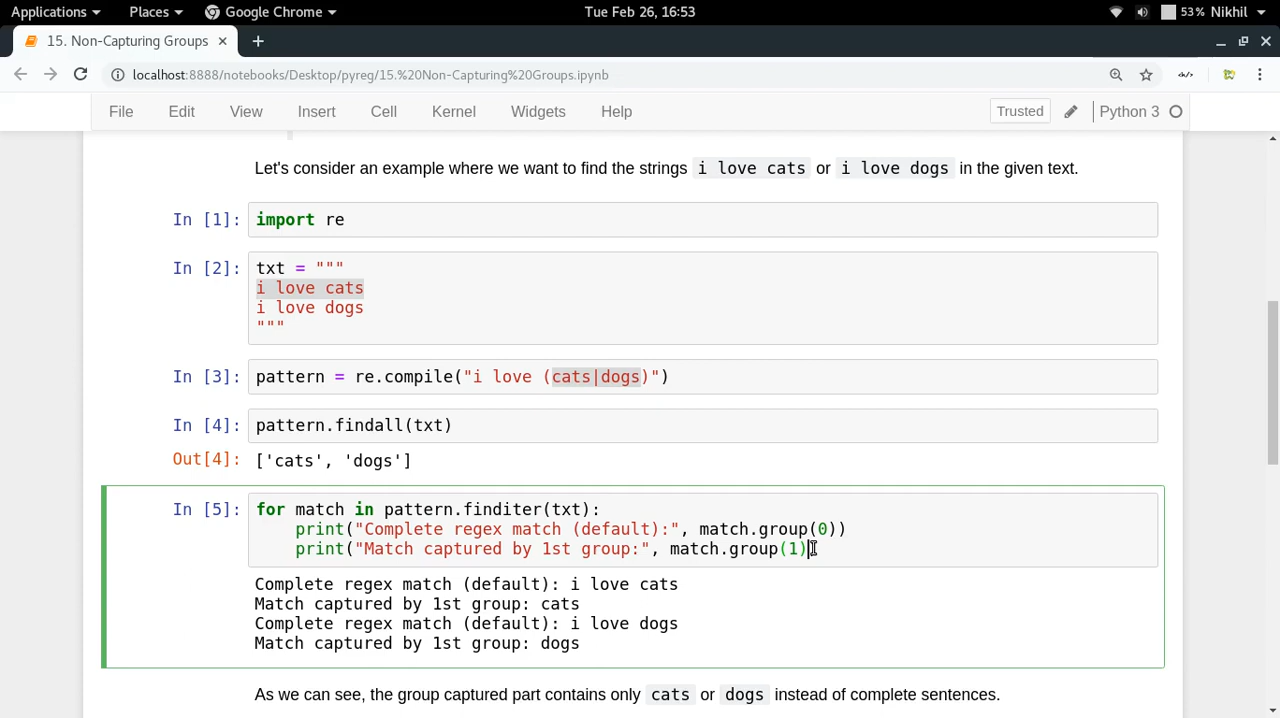 Applications Places Google Chrome Tue Feb 26, 16:53 53% Nikhil
15. Non-Capturing Groups
localhost:8888/notebooks/Desktop/pyreg/15.%20Non-Capturing%20Groups.ipynb
File Edit View Insert Cell Kernel Widgets Help Trusted Python 3
Let's consider an example where we want to find the strings i love cats or i love dogs in the given text.
In [1]: import re
In [2]: txt = """
i love cats
i love dogs
"""
In [3]: pattern = re.compile("i love (cats|dogs)")
In [4]: pattern.findall(txt)
Out[4]: ['cats', 'dogs']
In [5]: for match in pattern.finditer(txt):
print("Complete regex match (default):", match.group(0))
print("Match captured by 1st group:", match.group(1)
Complete regex match (default): i love cats
Match captured by 1st group: cats
Complete regex match (default): i love dogs
Match captured by 1st group: dogs
As we can see, the group captured part contains only cats or dogs instead of complete sentences.